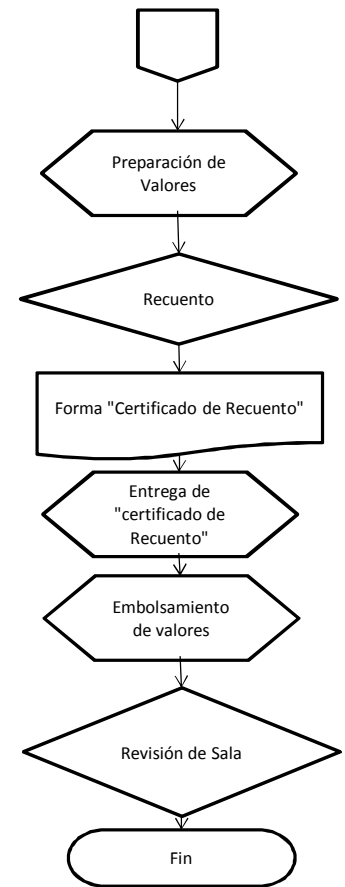 Preparación de
Valores
Recuento
Forma "Certificado de Recuento"
Entrega de
"certificado de
Recuento"
Embolsamiento
de valores
Revisión de Sala
Fin